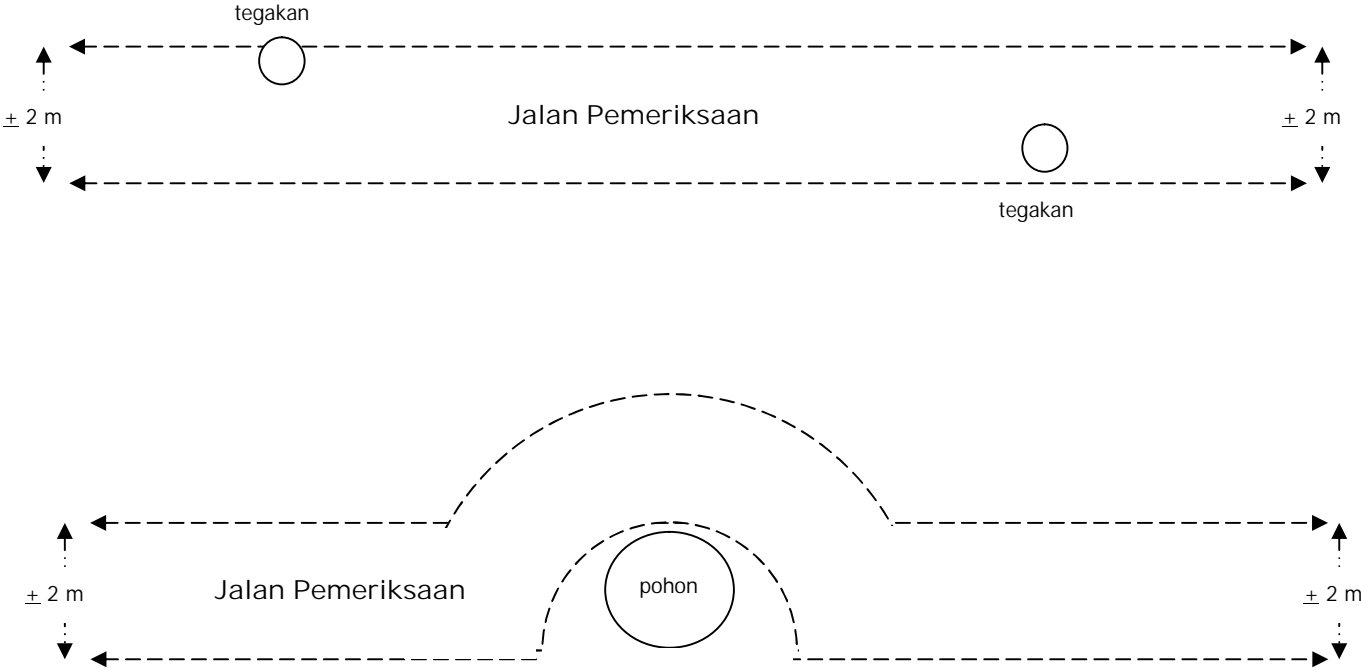 tegakan
± 2 m
Jalan Pemeriksaan
± 2 m
tegakan
± 2 m
Jalan Pemeriksaan
pohon
± 2 m